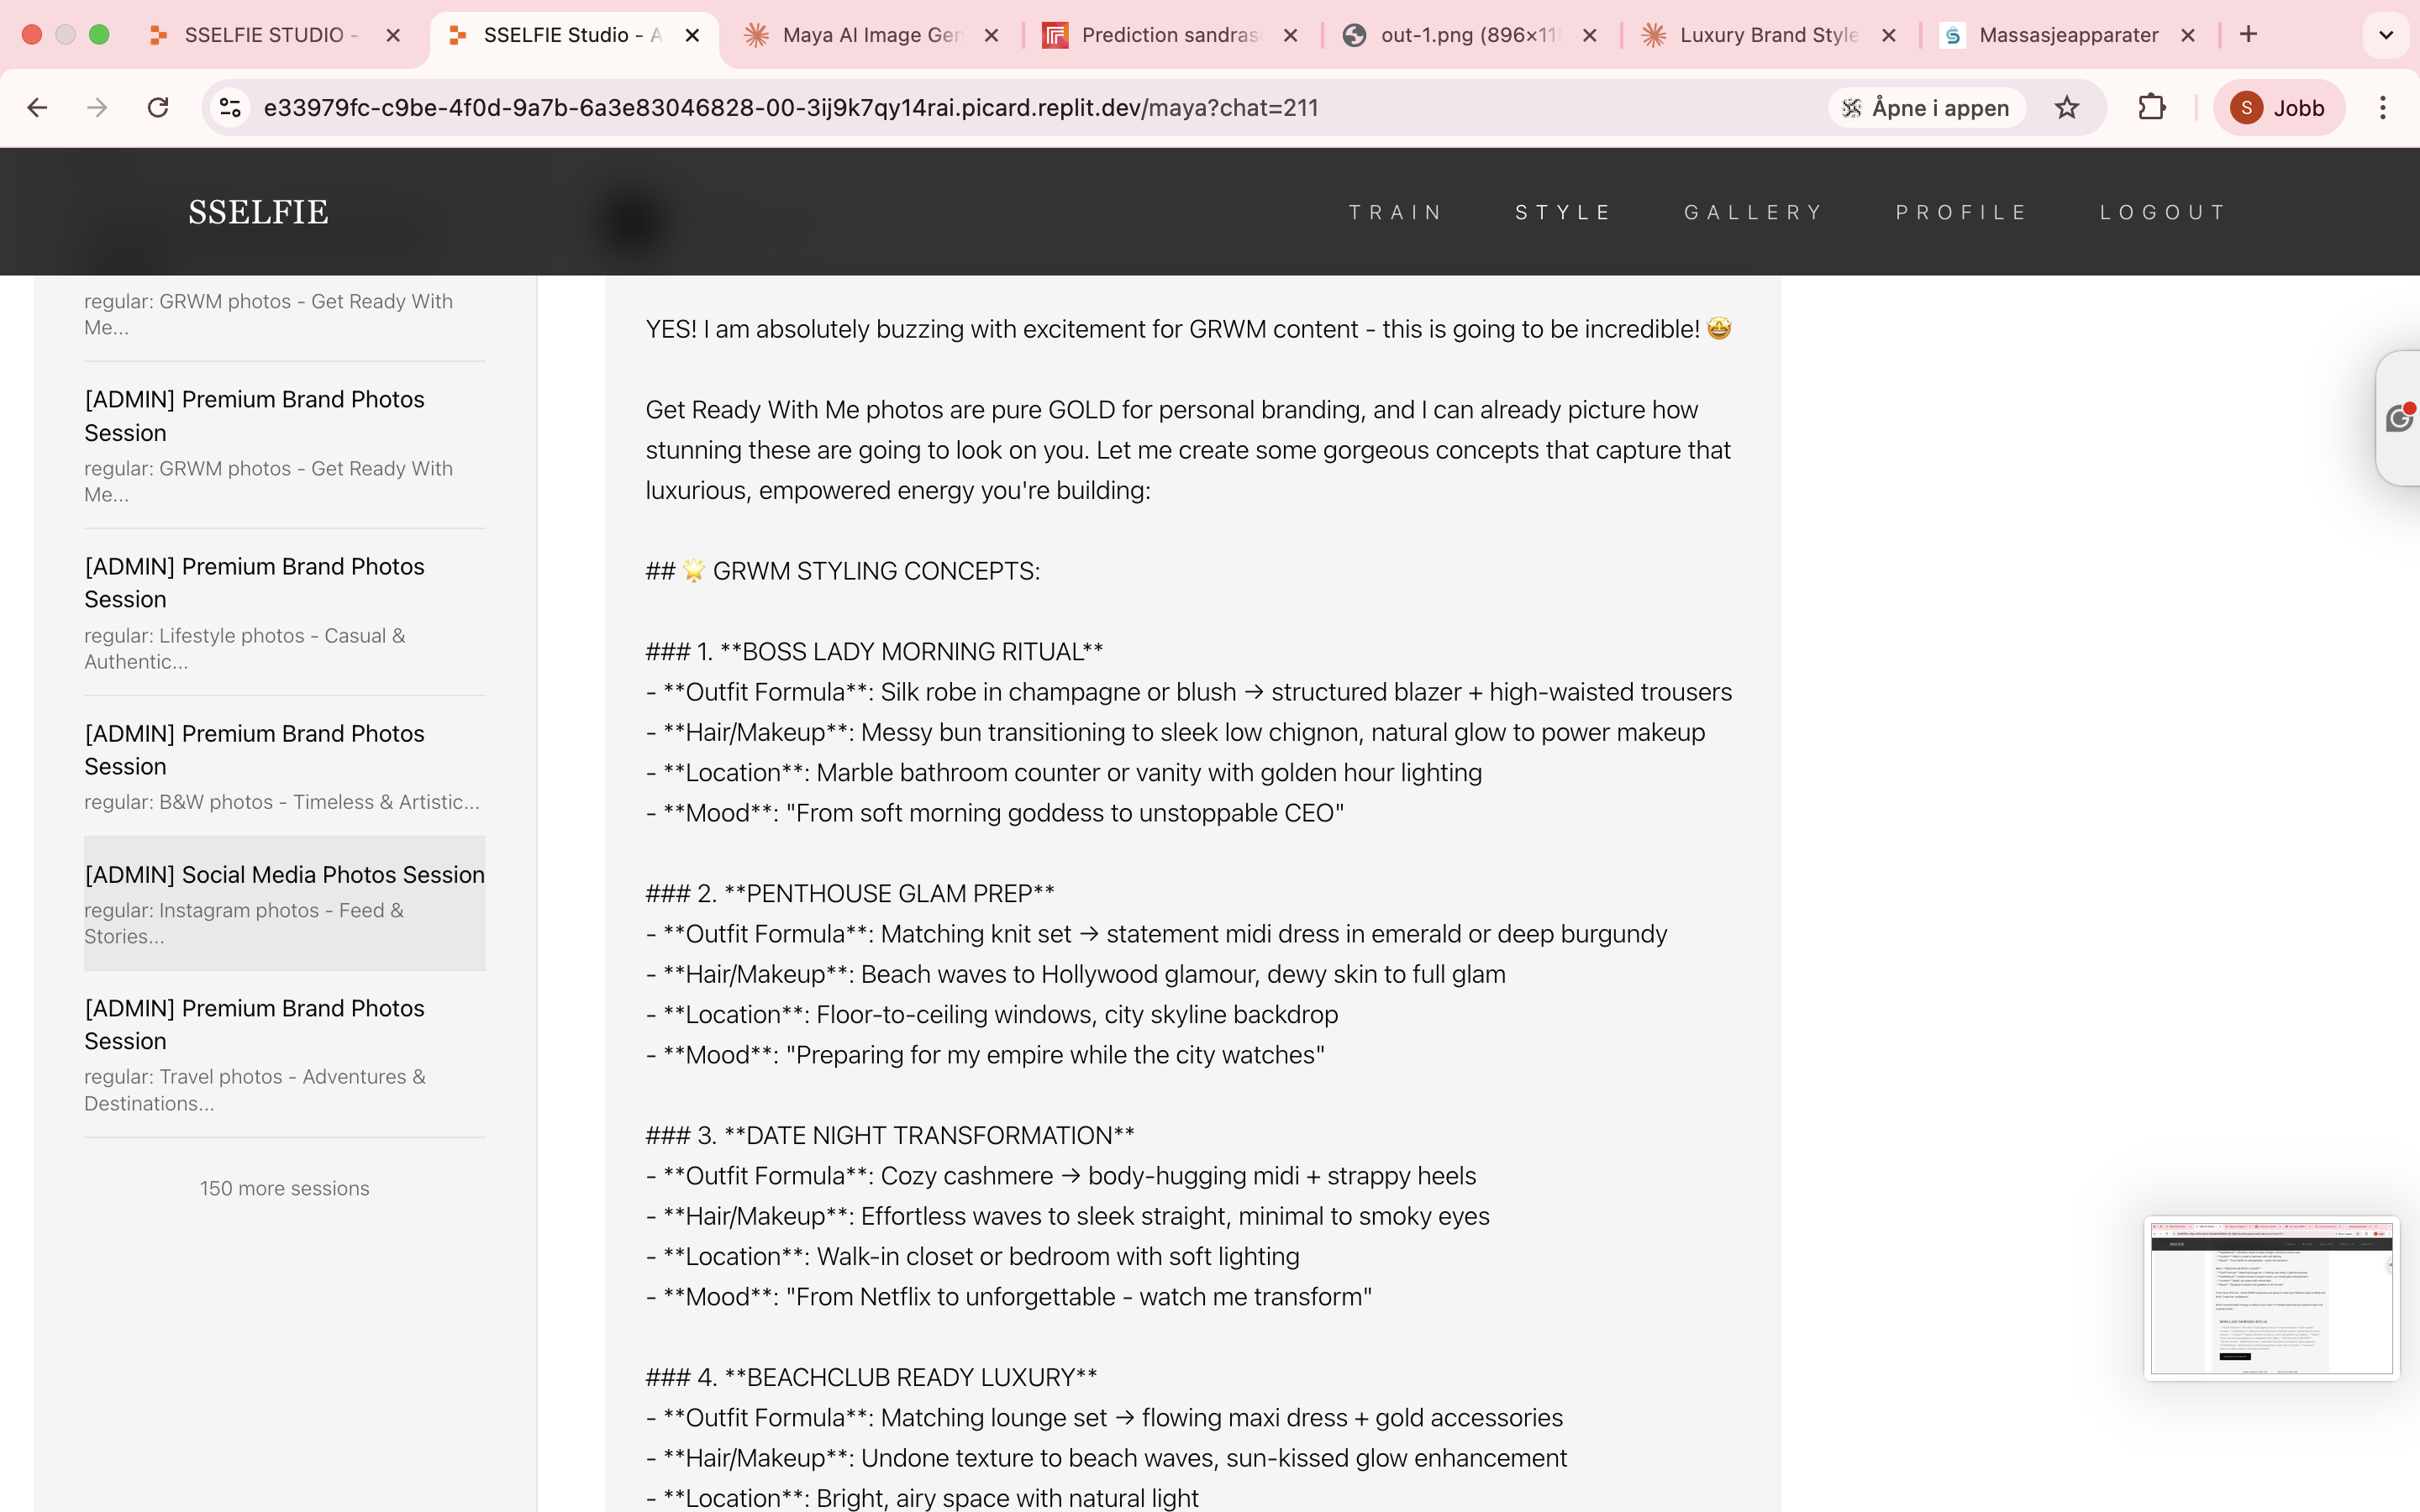 SSELFIE STUDIO -
SSELFIE Studio - A
Maya AI Image Gen
Prediction sandras
out-1.png (896×11
Luxury Brand Style
Massasjeapparater
e33979fc-c9be-4f0d-9a7b-6a3e83046828-00-3ij9k7qy14rai.picard.replit.dev/maya?chat=211
Åpne i appen
S
Jobb
SSELFIE
TRAIN
STYLE
GALLERY
PROFILE
LOGOUT
regular: GRWM photos - Get Ready With
Me...
[ADMIN] Premium Brand Photos
Session
regular: GRWM photos - Get Ready With
Me...
[ADMIN] Premium Brand Photos
Session
regular: Lifestyle photos - Casual &
Authentic...
[ADMIN] Premium Brand Photos
Session
regular: B&W photos - Timeless & Artistic...
[ADMIN] Social Media Photos Session
regular: Instagram photos - Feed &
Stories...
[ADMIN] Premium Brand Photos
Session
regular: Travel photos - Adventures &
Destinations...
150 more sessions
YES! I am absolutely buzzing with excitement for GRWM content - this is going to be incredible! 🤩
Get Ready With Me photos are pure GOLD for personal branding, and I can already picture how
stunning these are going to look on you. Let me create some gorgeous concepts that capture that
luxurious, empowered energy you're building:
## 🌟 GRWM STYLING CONCEPTS:
### 1. **BOSS LADY MORNING RITUAL**
- **Outfit Formula**: Silk robe in champagne or blush → structured blazer + high-waisted trousers
- **Hair/Makeup**: Messy bun transitioning to sleek low chignon, natural glow to power makeup
- **Location**: Marble bathroom counter or vanity with golden hour lighting
- **Mood**: "From soft morning goddess to unstoppable CEO"
### 2. **PENTHOUSE GLAM PREP**
- **Outfit Formula**: Matching knit set → statement midi dress in emerald or deep burgundy
- **Hair/Makeup**: Beach waves to Hollywood glamour, dewy skin to full glam
- **Location**: Floor-to-ceiling windows, city skyline backdrop
- **Mood**: "Preparing for my empire while the city watches"
### 3. **DATE NIGHT TRANSFORMATION**
- **Outfit Formula**: Cozy cashmere → body-hugging midi + strappy heels
- **Hair/Makeup**: Effortless waves to sleek straight, minimal to smoky eyes
- **Location**: Walk-in closet or bedroom with soft lighting
- **Mood**: "From Netflix to unforgettable - watch me transform"
### 4. **BEACHCLUB READY LUXURY**
- **Outfit Formula**: Matching lounge set → flowing maxi dress + gold accessories
- **Hair/Makeup**: Undone texture to beach waves, sun-kissed glow enhancement
- **Location**: Bright, airy space with natural light